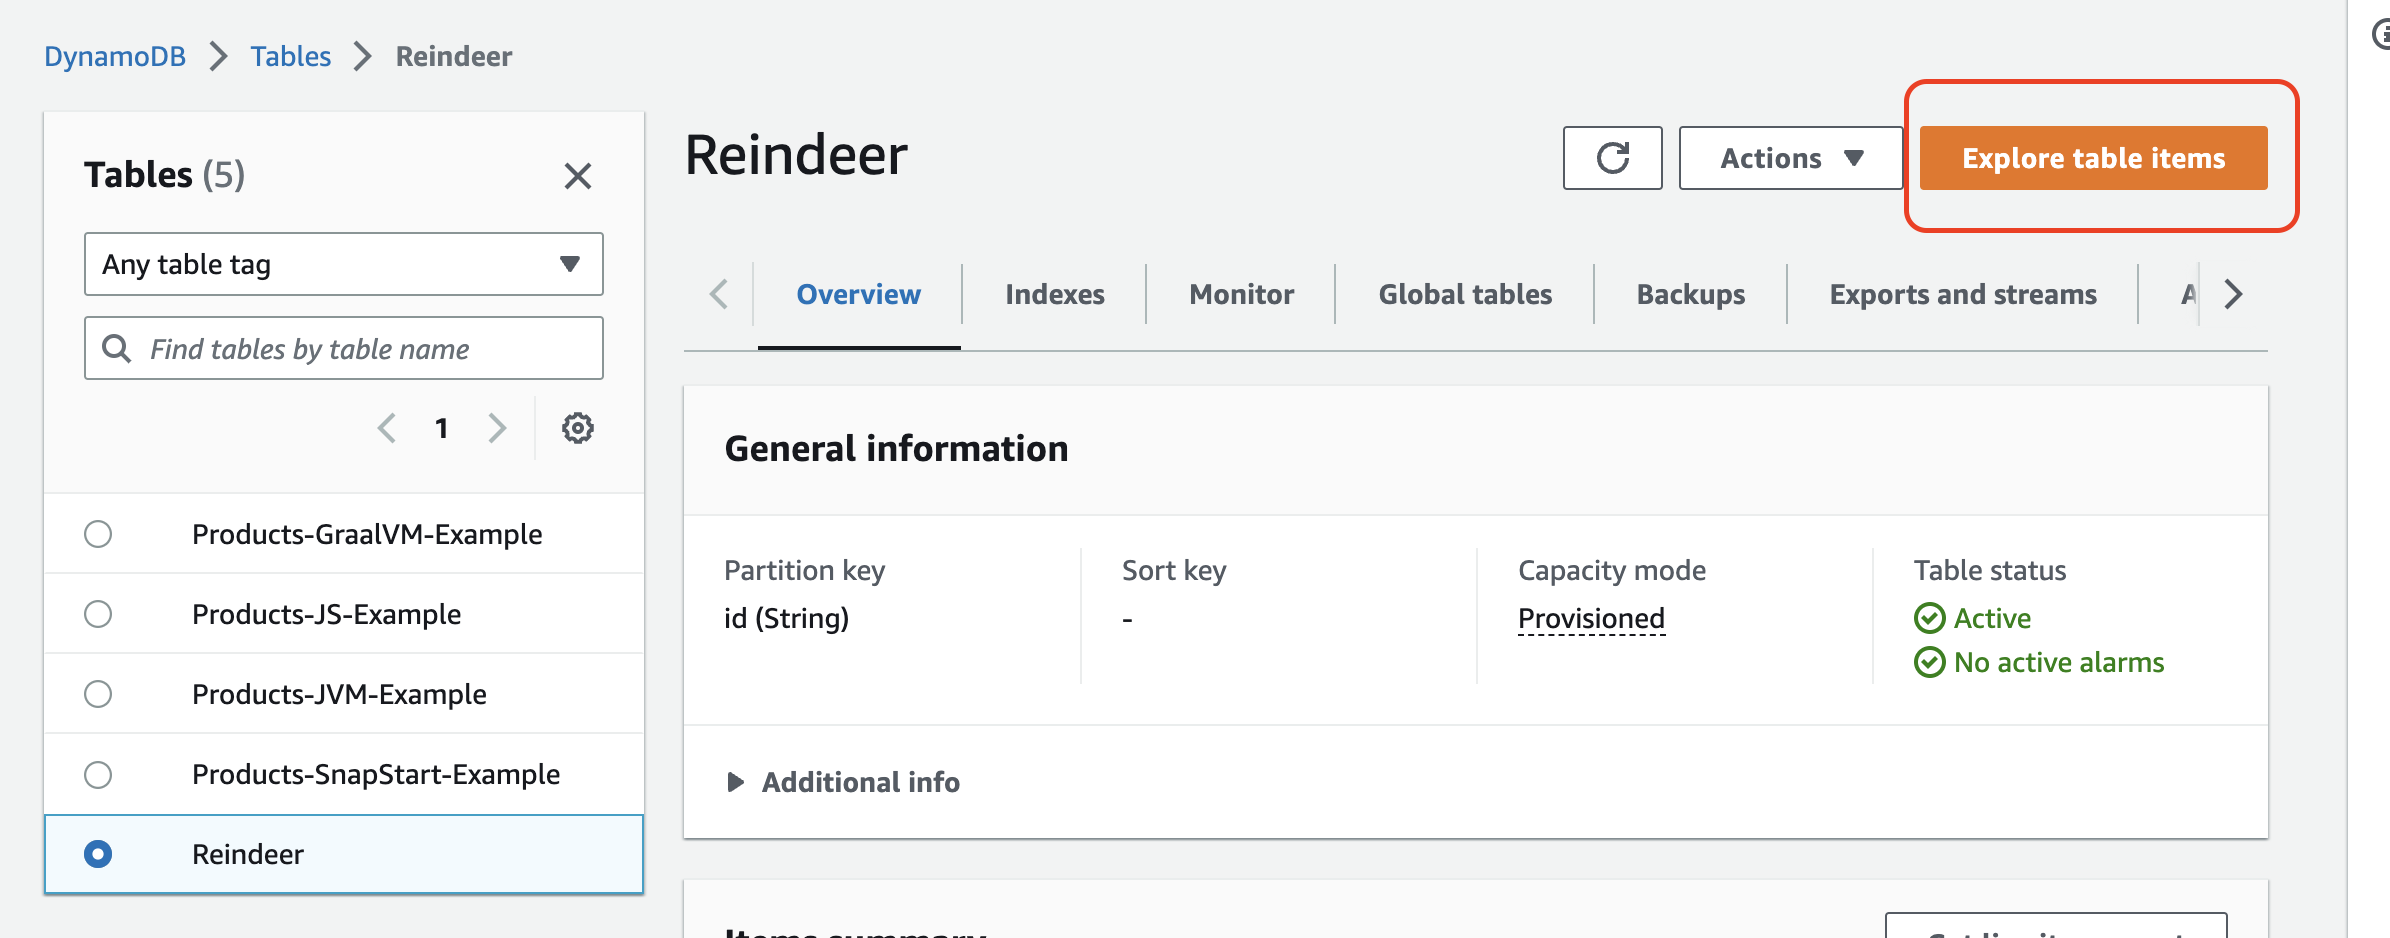 DynamoDB > Tables > Reindeer
Tables (5)
Any table tag
Find tables by table name
1
Products-GraalVM-Example
Products-JS-Example
Products-JVM-Example
Products-SnapStart-Example
Reindeer
Reindeer
Actions
Explore table items
Overview
Indexes
Monitor
Global tables
Backups
Exports and streams
General information
Partition key
id (String)
Sort key
-
Capacity mode
Provisioned
Table status
Active
No active alarms
Additional info
Items summary